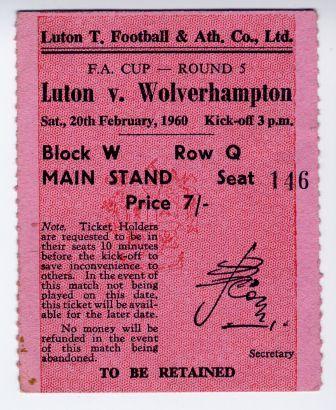 Luton T. Football & Ath. Co., Ltd.
F.A. CUP — ROUND 5
Luton v. Wolverhampton
Sat., 20th February, 1960 Kick-off 3 p.m.
Block W Row Q
MAIN STAND Seat 146
Price 7/-
Note. Ticket Holders
are requested to be in
their seats 10 minutes
before the kick-off to
save inconvenience to
others. In the event of
this match not being
played on this date,
this ticket will be avail-
able for the later date.
No money will be
refunded in the event
of this match being
abandoned.
Secretary
TO BE RETAINED